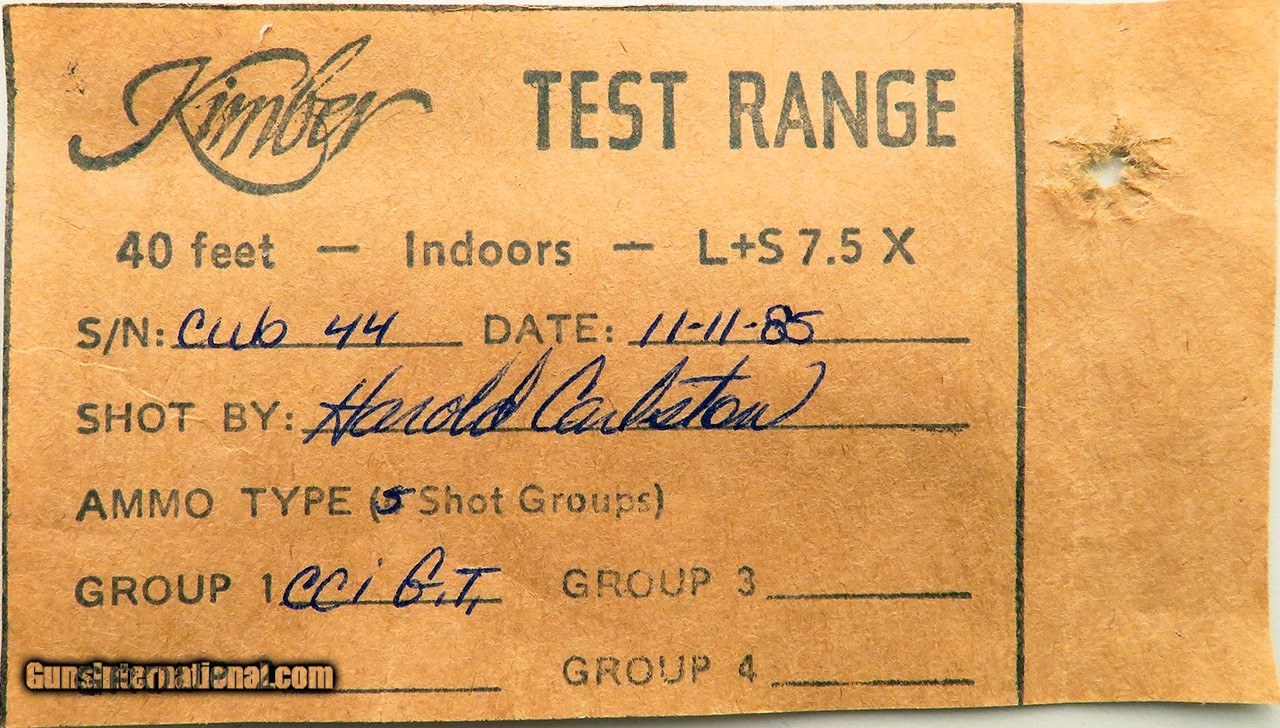 Kimber TEST RANGE
40 feet — Indoors — L+S 7.5 X
S/N: Cub 44 DATE: 11-11-85
SHOT BY: Harold Carlston
AMMO TYPE (5 Shot Groups)
GROUP 1 CCi G.T. GROUP 3
GunsInternational.com GROUP 4